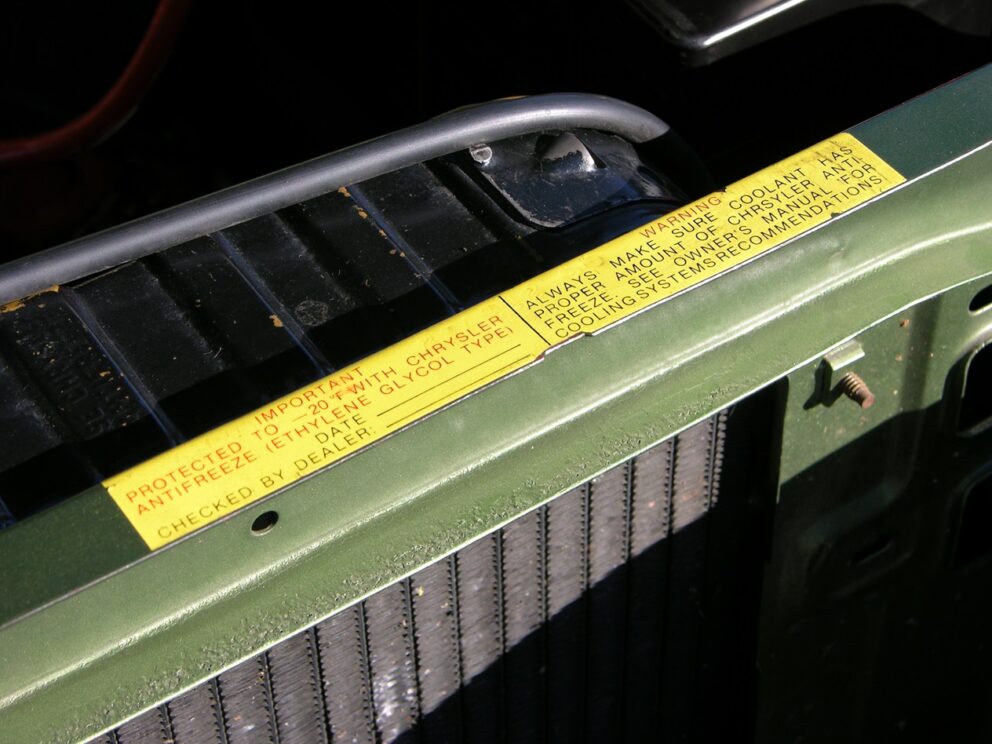 IMPORTANT
PROTECTED TO -20°F WITH CHRYSLER
ANTIFREEZE (ETHYLENE GLYCOL TYPE)
DATE
CHECKED BY DEALER:
WARNING
ALWAYS MAKE SURE COOLANT HAS
PROPER AMOUNT OF CHRSYLER ANTI-
FREEZE. SEE OWNER'S MANUAL FOR
COOLING SYSTEMS RECOMMENDATIONS